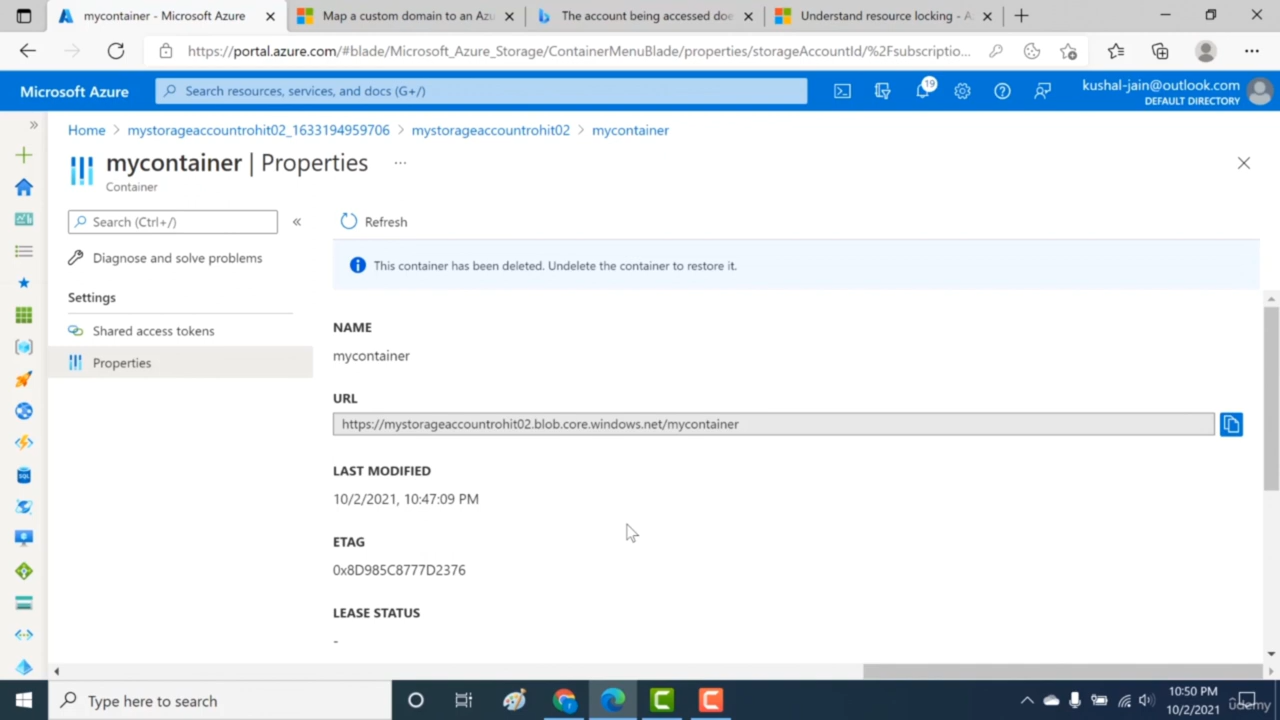 mycontainer - Microsoft Azure
Map a custom domain to an Azu
The account being accessed doe
Understand resource locking - A
https://portal.azure.com/#blade/Microsoft_Azure_Storage/ContainerMenuBlade/properties/storageAccountId/%2Fsubscriptio...
Microsoft Azure
Search resources, services, and docs (G+/)
19
kushal-jain@outlook.com
DEFAULT DIRECTORY
Home > mystorageaccountrohit02_1633194959706 > mystorageaccountrohit02 > mycontainer
mycontainer | Properties ...
Container
Search (Ctrl+/)
Refresh
Diagnose and solve problems
This container has been deleted. Undelete the container to restore it.
Settings
Shared access tokens
Properties
NAME
mycontainer
URL
https://mystorageaccountrohit02.blob.core.windows.net/mycontainer
LAST MODIFIED
10/2/2021, 10:47:09 PM
ETAG
0x8D985C8777D2376
LEASE STATUS
-
Type here to search
10:50 PM
10/2/2021
udemy